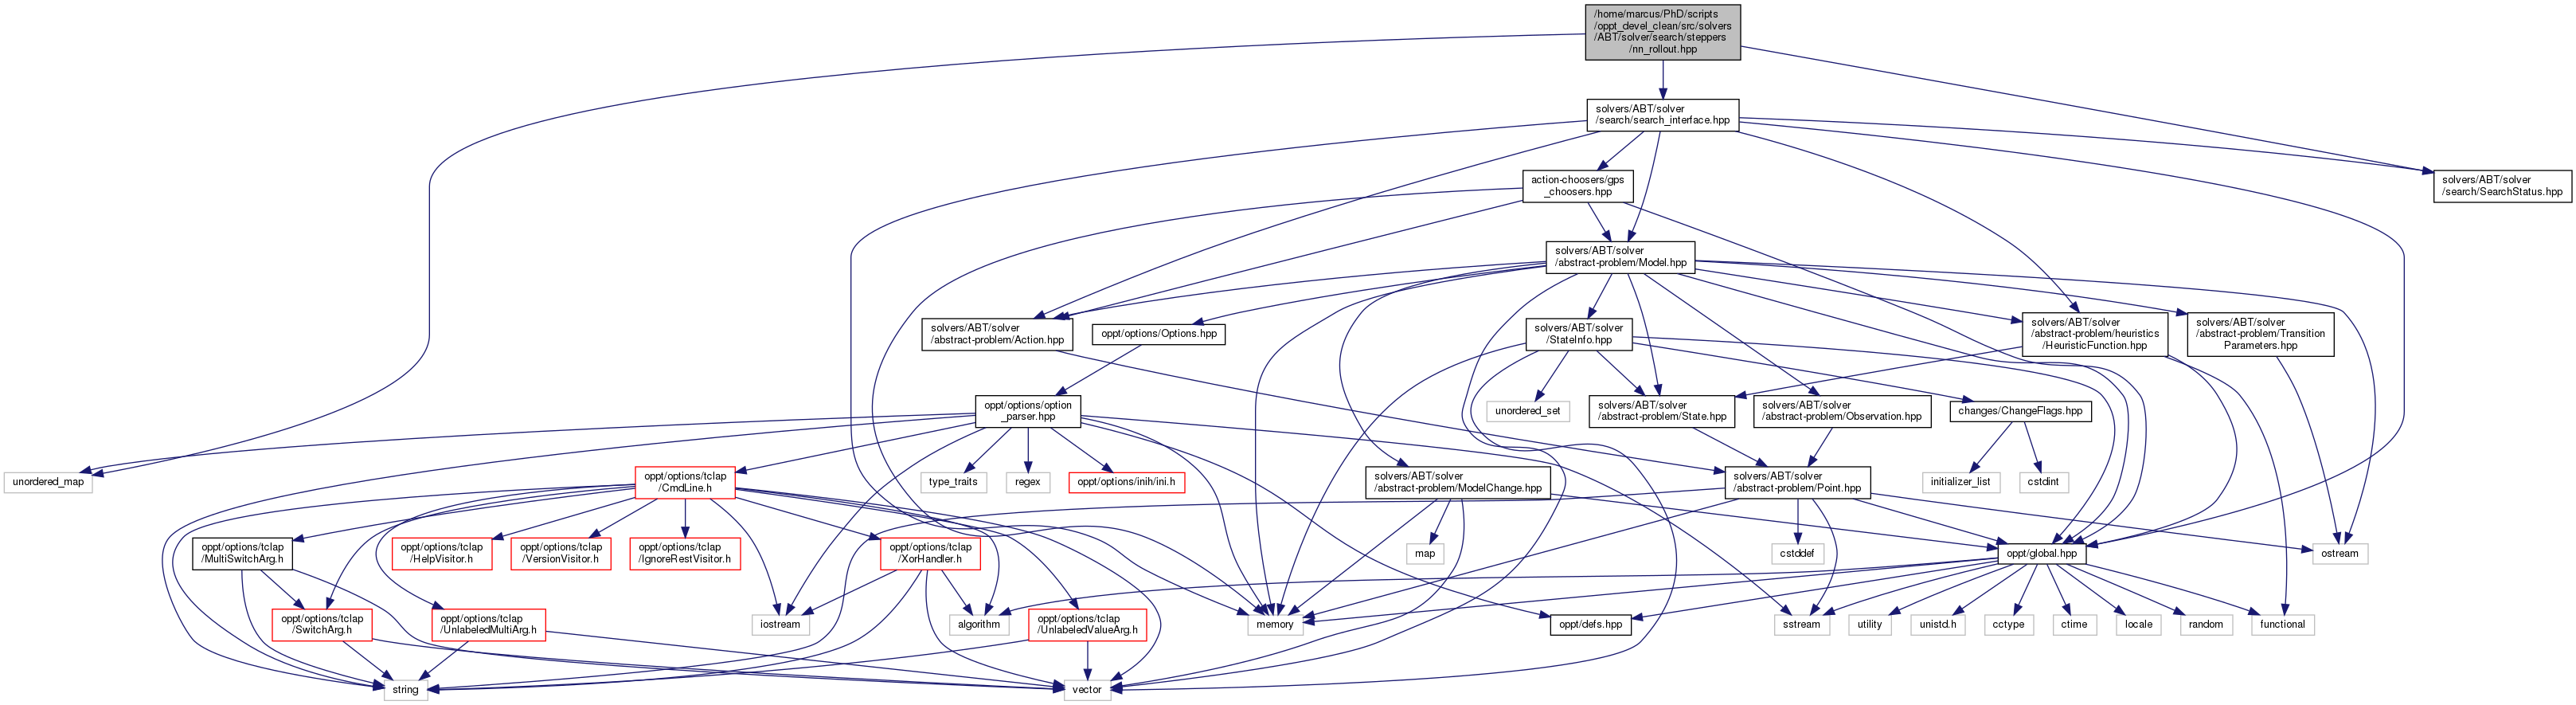 /home/marcus/PhD/scripts
/oppt_devel_clean/src/solvers
/ABT/solver/search/steppers
/nn_rollout.hpp
solvers/ABT/solver
/search/search_interface.hpp
action-choosers/gps
_choosers.hpp
solvers/ABT/solver
/search/SearchStatus.hpp
solvers/ABT/solver
/abstract-problem/Model.hpp
solvers/ABT/solver
/abstract-problem/Action.hpp
oppt/options/Options.hpp
solvers/ABT/solver
/StateInfo.hpp
solvers/ABT/solver
/abstract-problem/heuristics
/HeuristicFunction.hpp
solvers/ABT/solver
/abstract-problem/Transition
Parameters.hpp
oppt/options/option
_parser.hpp
unordered_set
solvers/ABT/solver
/abstract-problem/State.hpp
solvers/ABT/solver
/abstract-problem/Observation.hpp
changes/ChangeFlags.hpp
unordered_map
oppt/options/tclap
/CmdLine.h
type_traits
regex
oppt/options/inih/ini.h
solvers/ABT/solver
/abstract-problem/ModelChange.hpp
solvers/ABT/solver
/abstract-problem/Point.hpp
initializer_list
cstdint
oppt/options/tclap
/MultiSwitchArg.h
oppt/options/tclap
/HelpVisitor.h
oppt/options/tclap
/VersionVisitor.h
oppt/options/tclap
/IgnoreRestVisitor.h
oppt/options/tclap
/XorHandler.h
map
cstddef
oppt/global.hpp
ostream
oppt/options/tclap
/SwitchArg.h
oppt/options/tclap
/UnlabeledMultiArg.h
iostream
algorithm
oppt/options/tclap
/UnlabeledValueArg.h
memory
oppt/defs.hpp
sstream
utility
unistd.h
cctype
ctime
locale
random
functional
string
vector